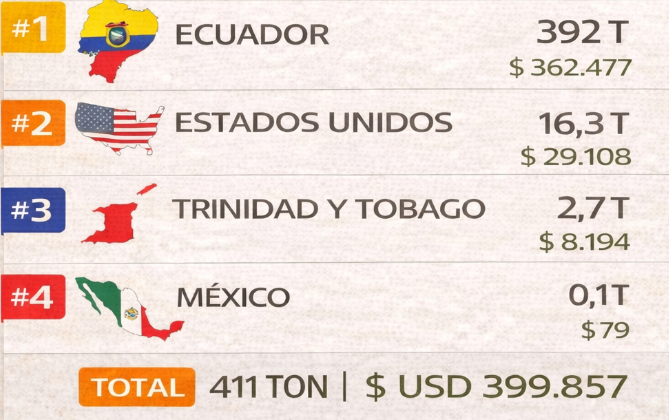 #1 ECUADOR 392 T
$ 362.477
#2 ESTADOS UNIDOS 16,3 T
$ 29.108
#3 TRINIDAD Y TOBAGO 2,7 T
$ 8.194
#4 MÉXICO 0,1 T
$ 79
TOTAL 411 TON | $ USD 399.857